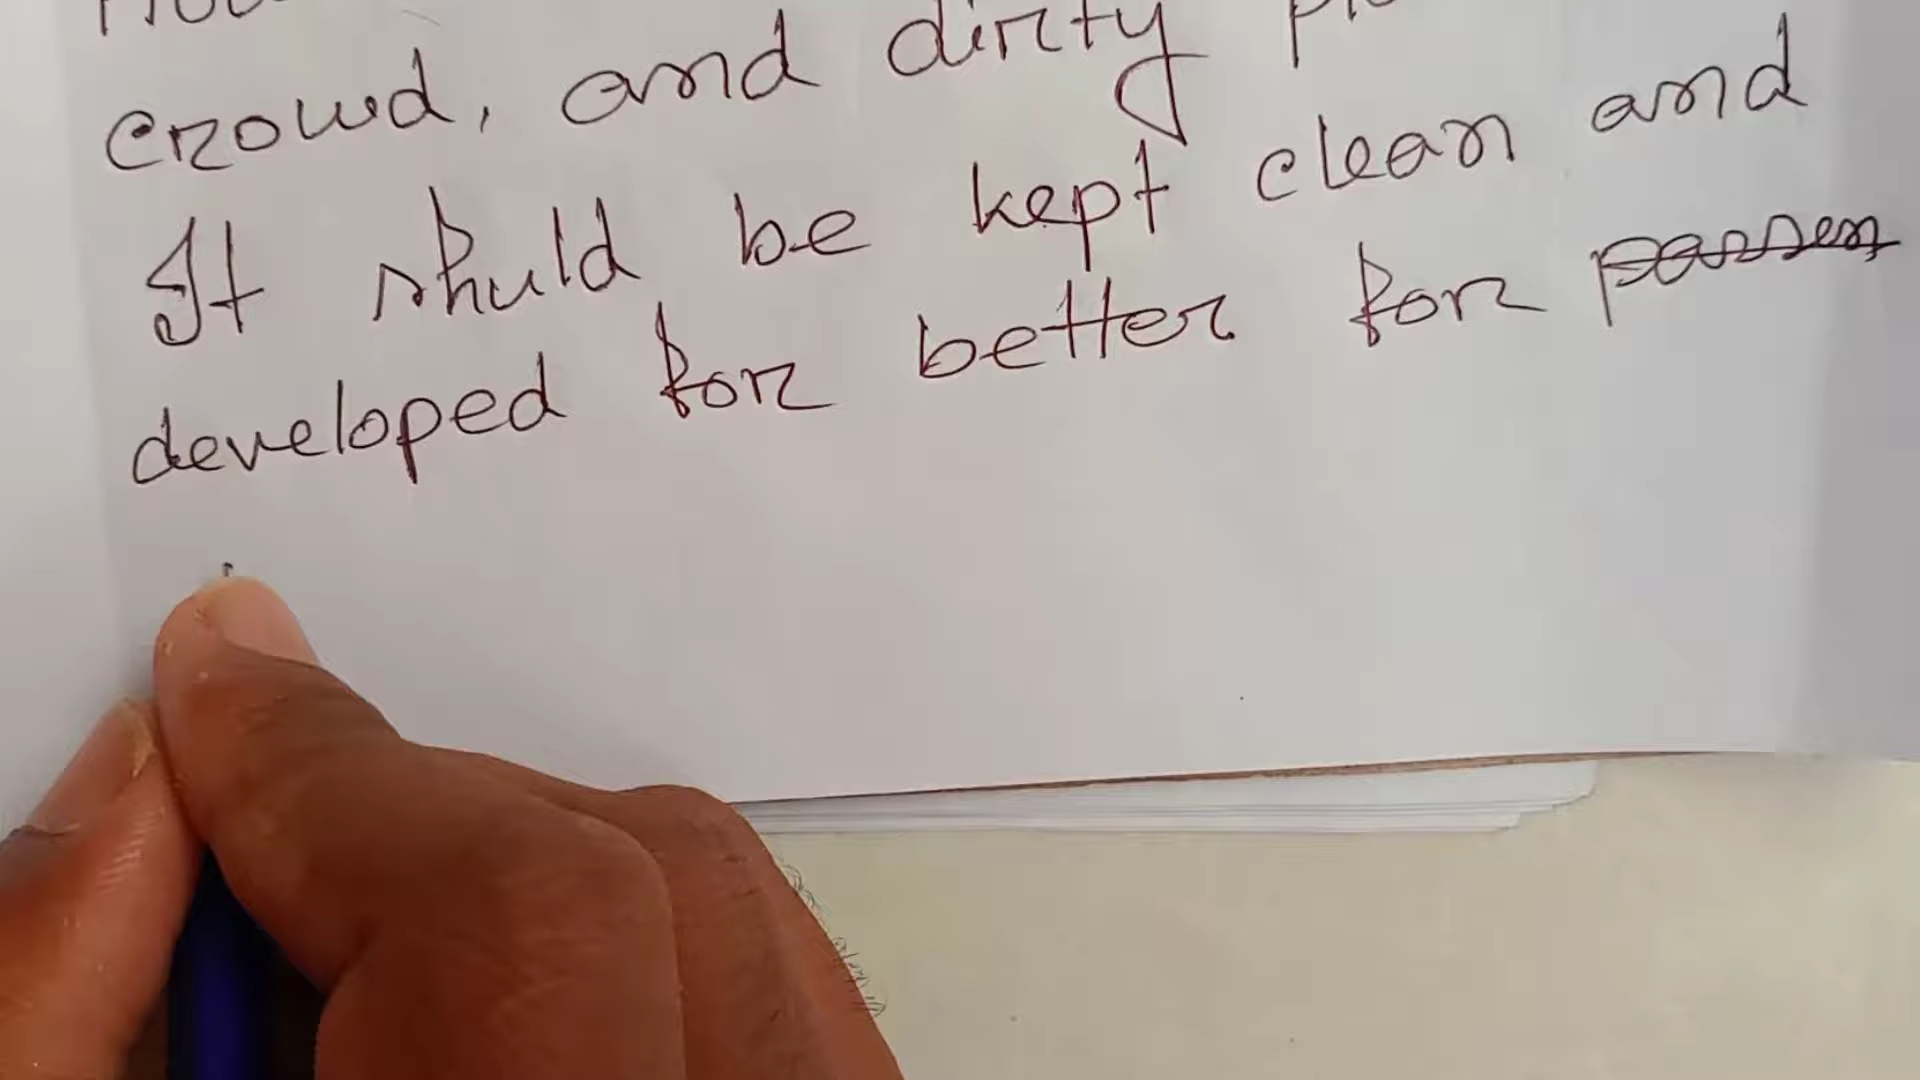 crowd, and dirty
It shuld be kept clean and
developed for better for